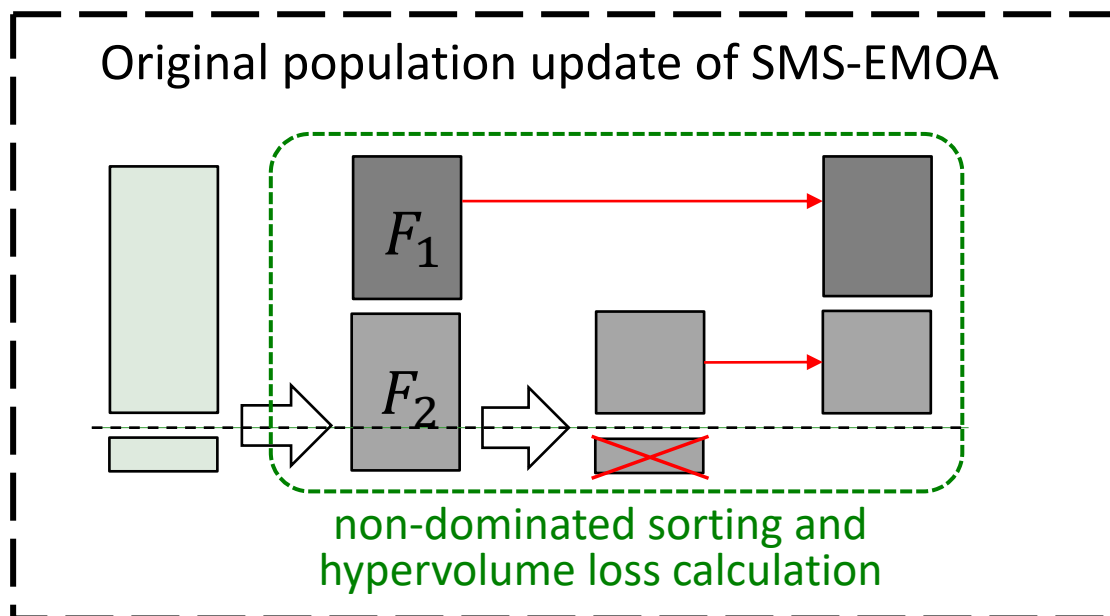 Original population update of SMS-EMOA
F₁
F₂
non-dominated sorting and
hypervolume loss calculation